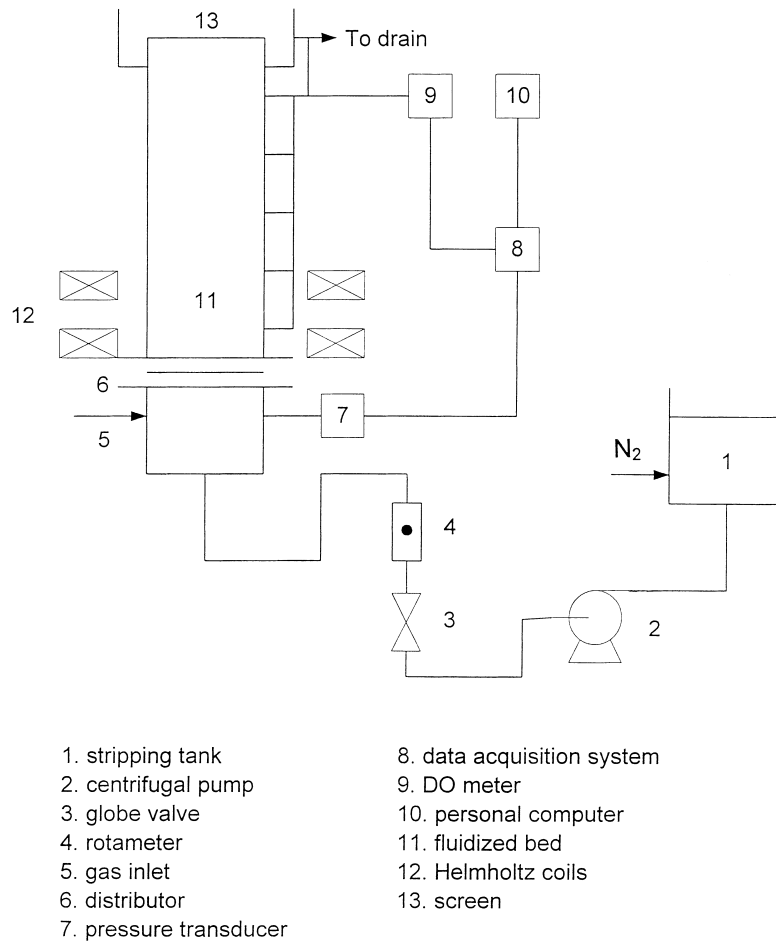 13
To drain
9
10
8
11
12
6
5
7
N2
1
4
3
2
1. stripping tank
2. centrifugal pump
3. globe valve
4. rotameter
5. gas inlet
6. distributor
7. pressure transducer
8. data acquisition system
9. DO meter
10. personal computer
11. fluidized bed
12. Helmholtz coils
13. screen